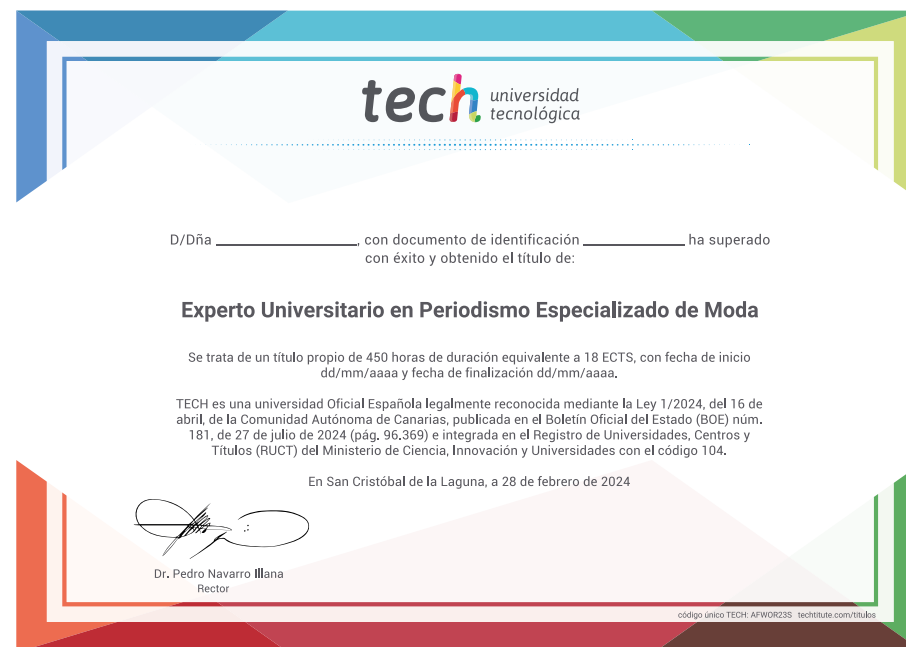 tech universidad
tecnológica
D/Dña ____________, con documento de identificación ____________ ha superado
con éxito y obtenido el título de:
Experto Universitario en Periodismo Especializado de Moda
Se trata de un título propio de 450 horas de duración equivalente a 18 ECTS, con fecha de inicio
dd/mm/aaaa y fecha de finalización dd/mm/aaaa.
TECH es una universidad Oficial Española legalmente reconocida mediante la Ley 1/2024, del 16 de
abril, de la Comunidad Autónoma de Canarias, publicada en el Boletín Oficial del Estado (BOE) núm.
181, de 27 de julio de 2024 (pág. 96.369) e integrada en el Registro de Universidades, Centros y
Títulos (RUCT) del Ministerio de Ciencia, Innovación y Universidades con el código 104.
En San Cristóbal de la Laguna, a 28 de febrero de 2024
Dr. Pedro Navarro Illana
Rector
código único TECH: AFWOR23S techtitute.com/titulos